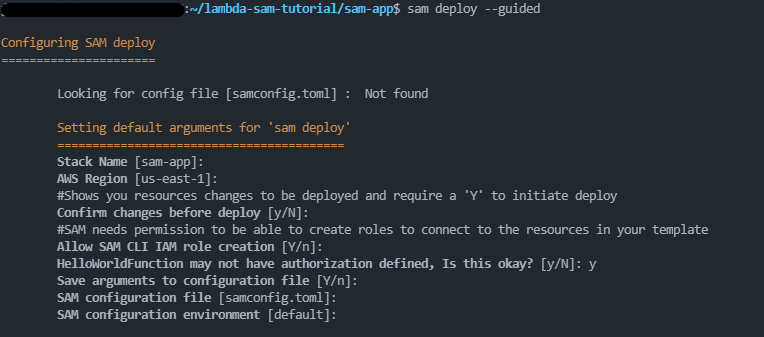 :~/lambda-sam-tutorial/sam-app$ sam deploy --guided
Configuring SAM deploy
======================
Looking for config file [samconfig.toml] :  Not found
Setting default arguments for 'sam deploy'
=========================================
Stack Name [sam-app]:
AWS Region [us-east-1]:
#Shows you resources changes to be deployed and require a 'Y' to initiate deploy
Confirm changes before deploy [y/N]:
#SAM needs permission to be able to create roles to connect to the resources in your template
Allow SAM CLI IAM role creation [Y/n]:
HelloWorldFunction may not have authorization defined, Is this okay? [y/N]: y
Save arguments to configuration file [Y/n]:
SAM configuration file [samconfig.toml]:
SAM configuration environment [default]: